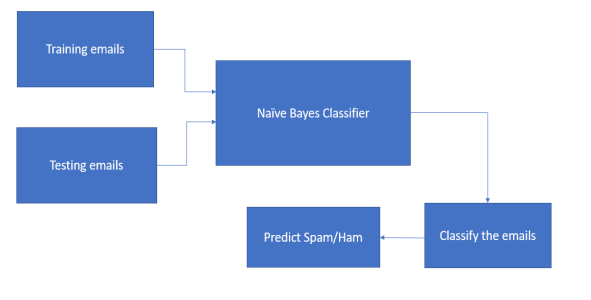 Training emails
Naïve Bayes Classifier
Testing emails
Predict Spam/Ham
Classify the emails